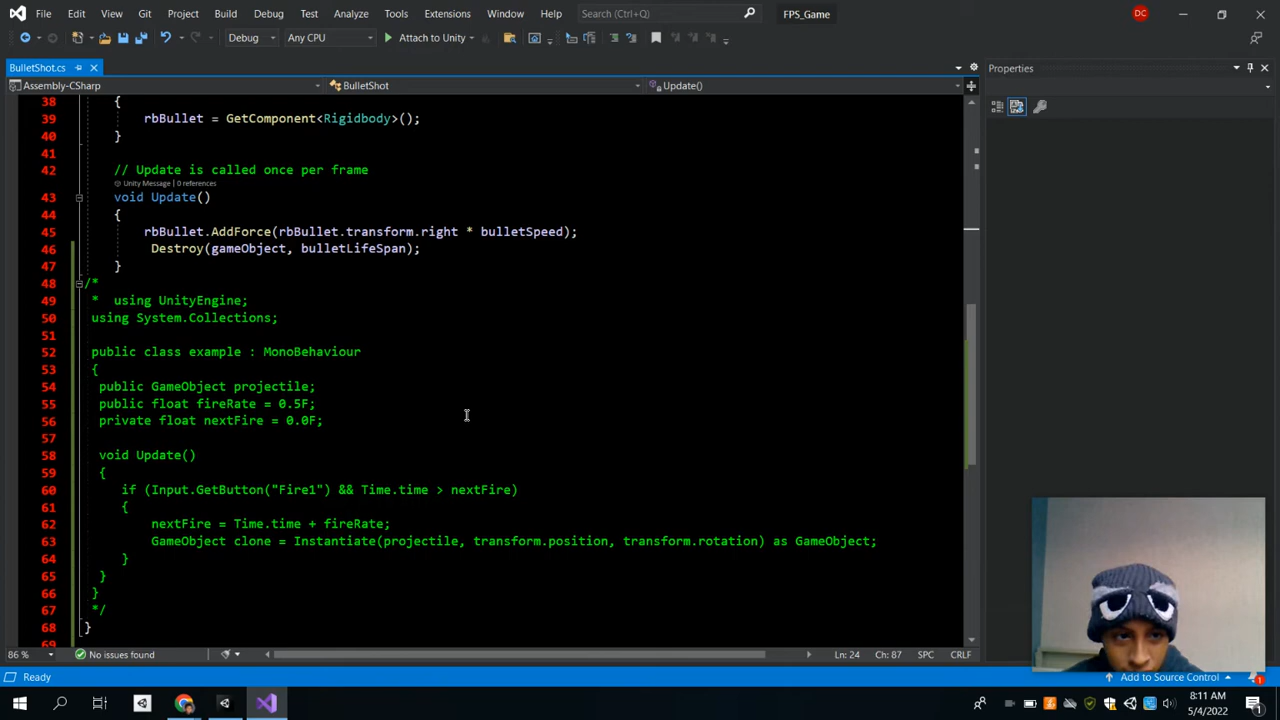 File Edit View Git Project Build Debug Test Analyze Tools Extensions Window Help Search (Ctrl+Q) FPS_Game DC
Debug Any CPU Attach to Unity
BulletShot.cs
Properties
Assembly-CSharp BulletShot Update()
38 {
39 rbBullet = GetComponent<Rigidbody>();
40 }
41
42 // Update is called once per frame
Unity Message | 0 references
43 void Update()
44 {
45 rbBullet.AddForce(rbBullet.transform.right * bulletSpeed);
46 Destroy(gameObject, bulletLifeSpan);
47 }
48 /*
49 * using UnityEngine;
50 using System.Collections;
51
52 public class example : MonoBehaviour
53 {
54 public GameObject projectile;
55 public float fireRate = 0.5F;
56 private float nextFire = 0.0F;
57
58 void Update()
59 {
60 if (Input.GetButton("Fire1") && Time.time > nextFire)
61 {
62 nextFire = Time.time + fireRate;
63 GameObject clone = Instantiate(projectile, transform.position, transform.rotation) as GameObject;
64 }
65 }
66 }
67 */
68 }
69
86 % No issues found Ln: 24 Ch: 87 SPC CRLF
Ready Add to Source Control 1
8:11 AM
5/4/2022
1